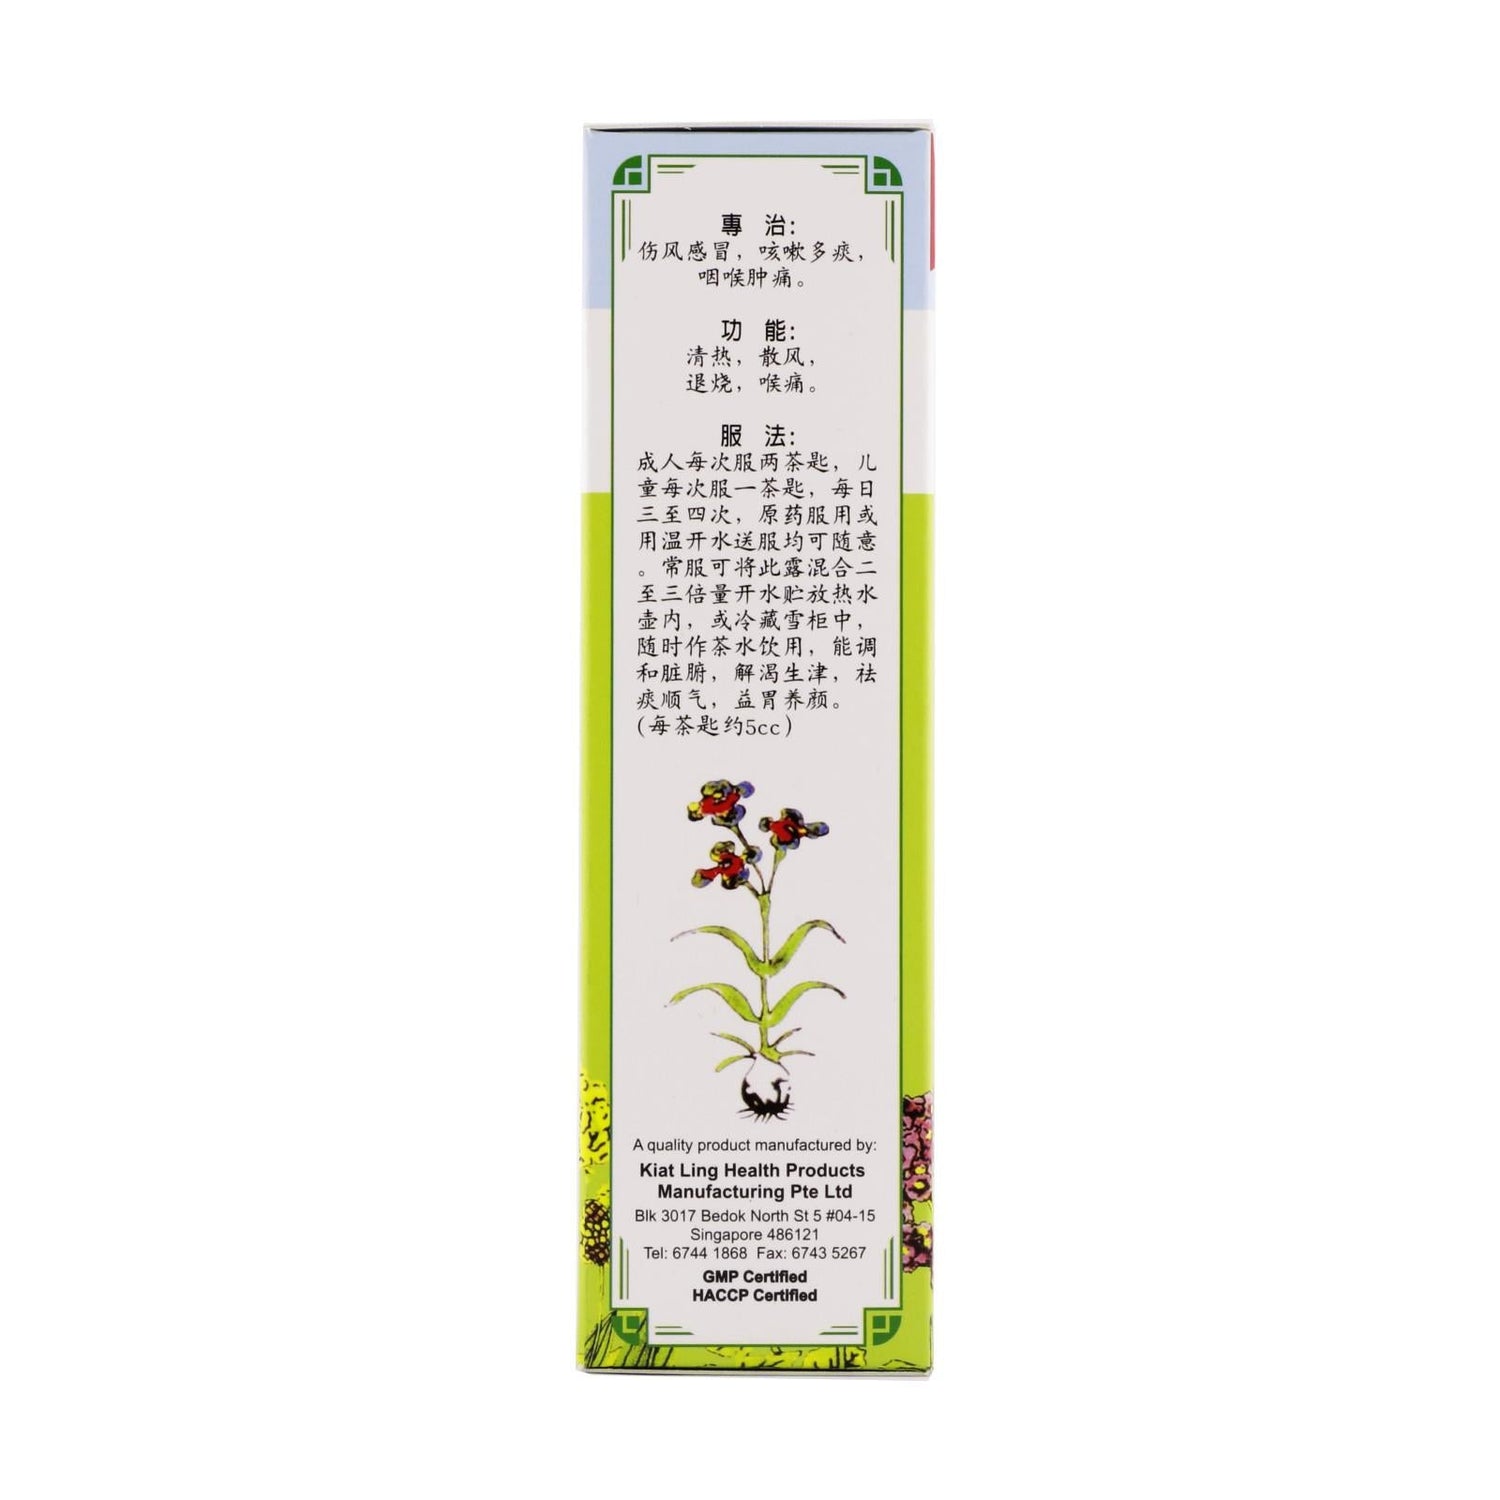 專 治:
伤风感冒，咳嗽多痰，
咽喉肿痛。
功 能:
清热，散风，
退烧，喉痛。
服 法:
成人每次服两茶匙，儿
童每次服一茶匙，每日
三至四次，原药服用或
用温开水送服均可随意
。常服可将此露混合二
至三倍量开水贮放热水
壶内，或冷藏雪柜中，
随时作茶水饮用，能调
和脏腑，解渴生津，祛
痰顺气，益胃养颜。
(每茶匙约5cc)
A quality product manufactured by:
Kiat Ling Health Products
Manufacturing Pte Ltd
Blk 3017 Bedok North St 5 #04-15
Singapore 486121
Tel: 6744 1868 Fax: 6743 5267
GMP Certified
HACCP Certified